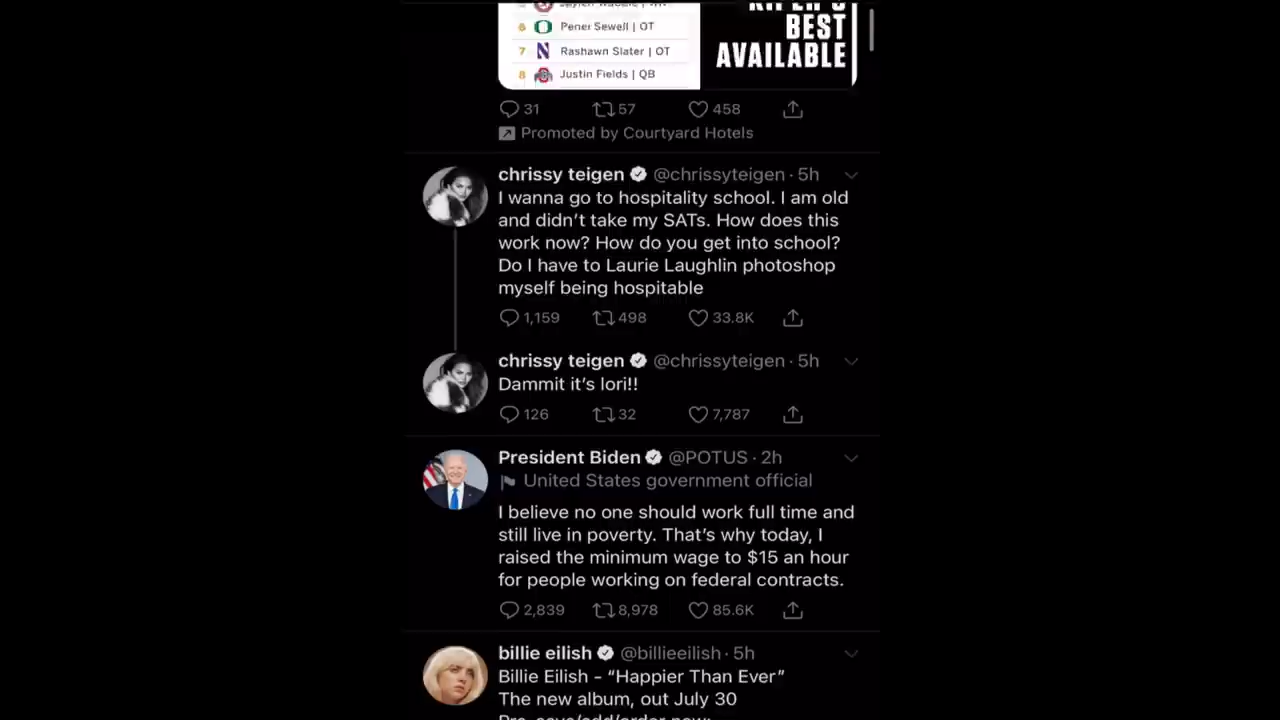 KIPER'S
BEST
AVAILABLE
6 Penei Sewell | OT
7 Rashawn Slater | OT
8 Justin Fields | QB
31 57 458
Promoted by Courtyard Hotels
chrissy teigen @chrissyteigen · 5h
I wanna go to hospitality school. I am old
and didn't take my SATs. How does this
work now? How do you get into school?
Do I have to Laurie Laughlin photoshop
myself being hospitable
1,159 498 33.8K
chrissy teigen @chrissyteigen · 5h
Dammit it's lori!!
126 32 7,787
President Biden @POTUS · 2h
United States government official
I believe no one should work full time and
still live in poverty. That's why today, I
raised the minimum wage to $15 an hour
for people working on federal contracts.
2,839 8,978 85.6K
billie eilish @billieeilish · 5h
Billie Eilish - “Happier Than Ever”
The new album, out July 30